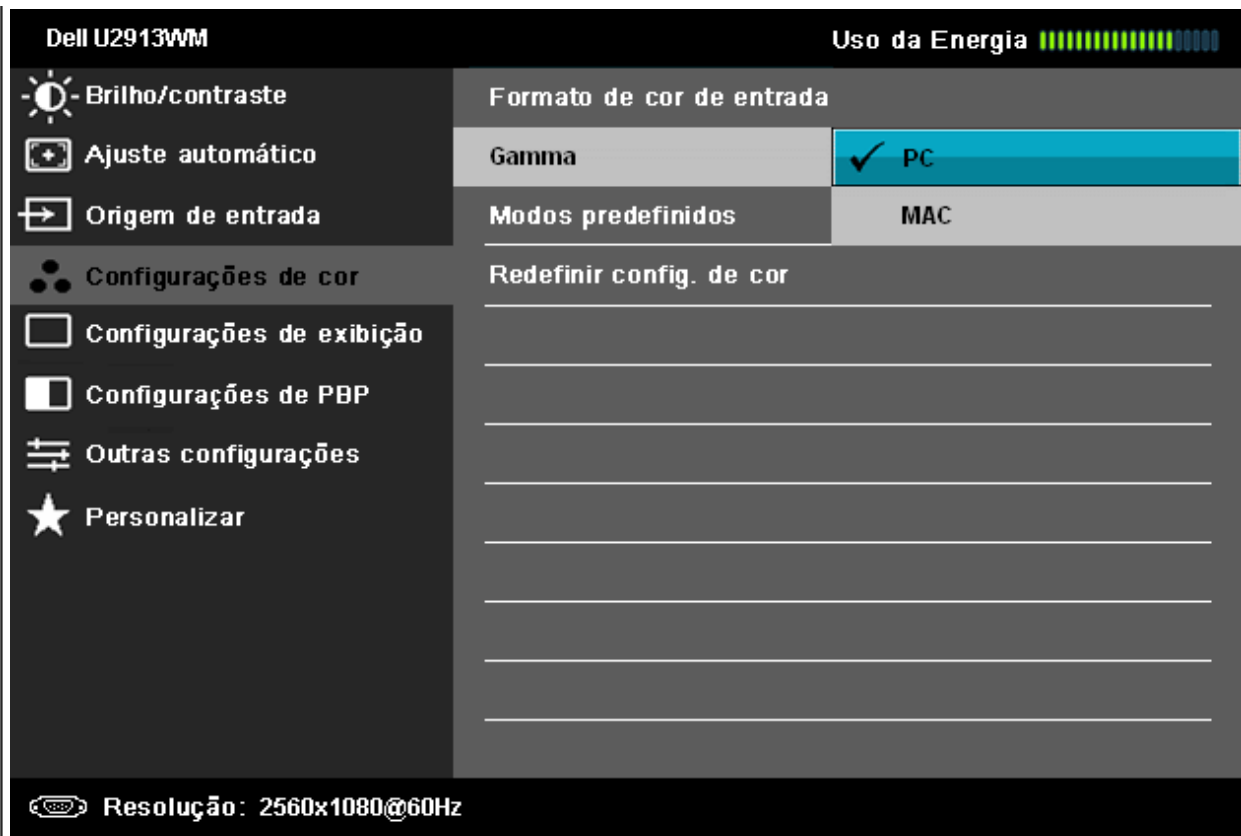 Dell U2913WM
Uso da Energia
Brilho/contraste
Ajuste automático
Origem de entrada
Configurações de cor
Configurações de exibição
Configurações de PBP
Outras configurações
Personalizar
Formato de cor de entrada
Gamma
PC
Modos predefinidos
MAC
Redefinir config. de cor
Resolução: 2560x1080@60Hz